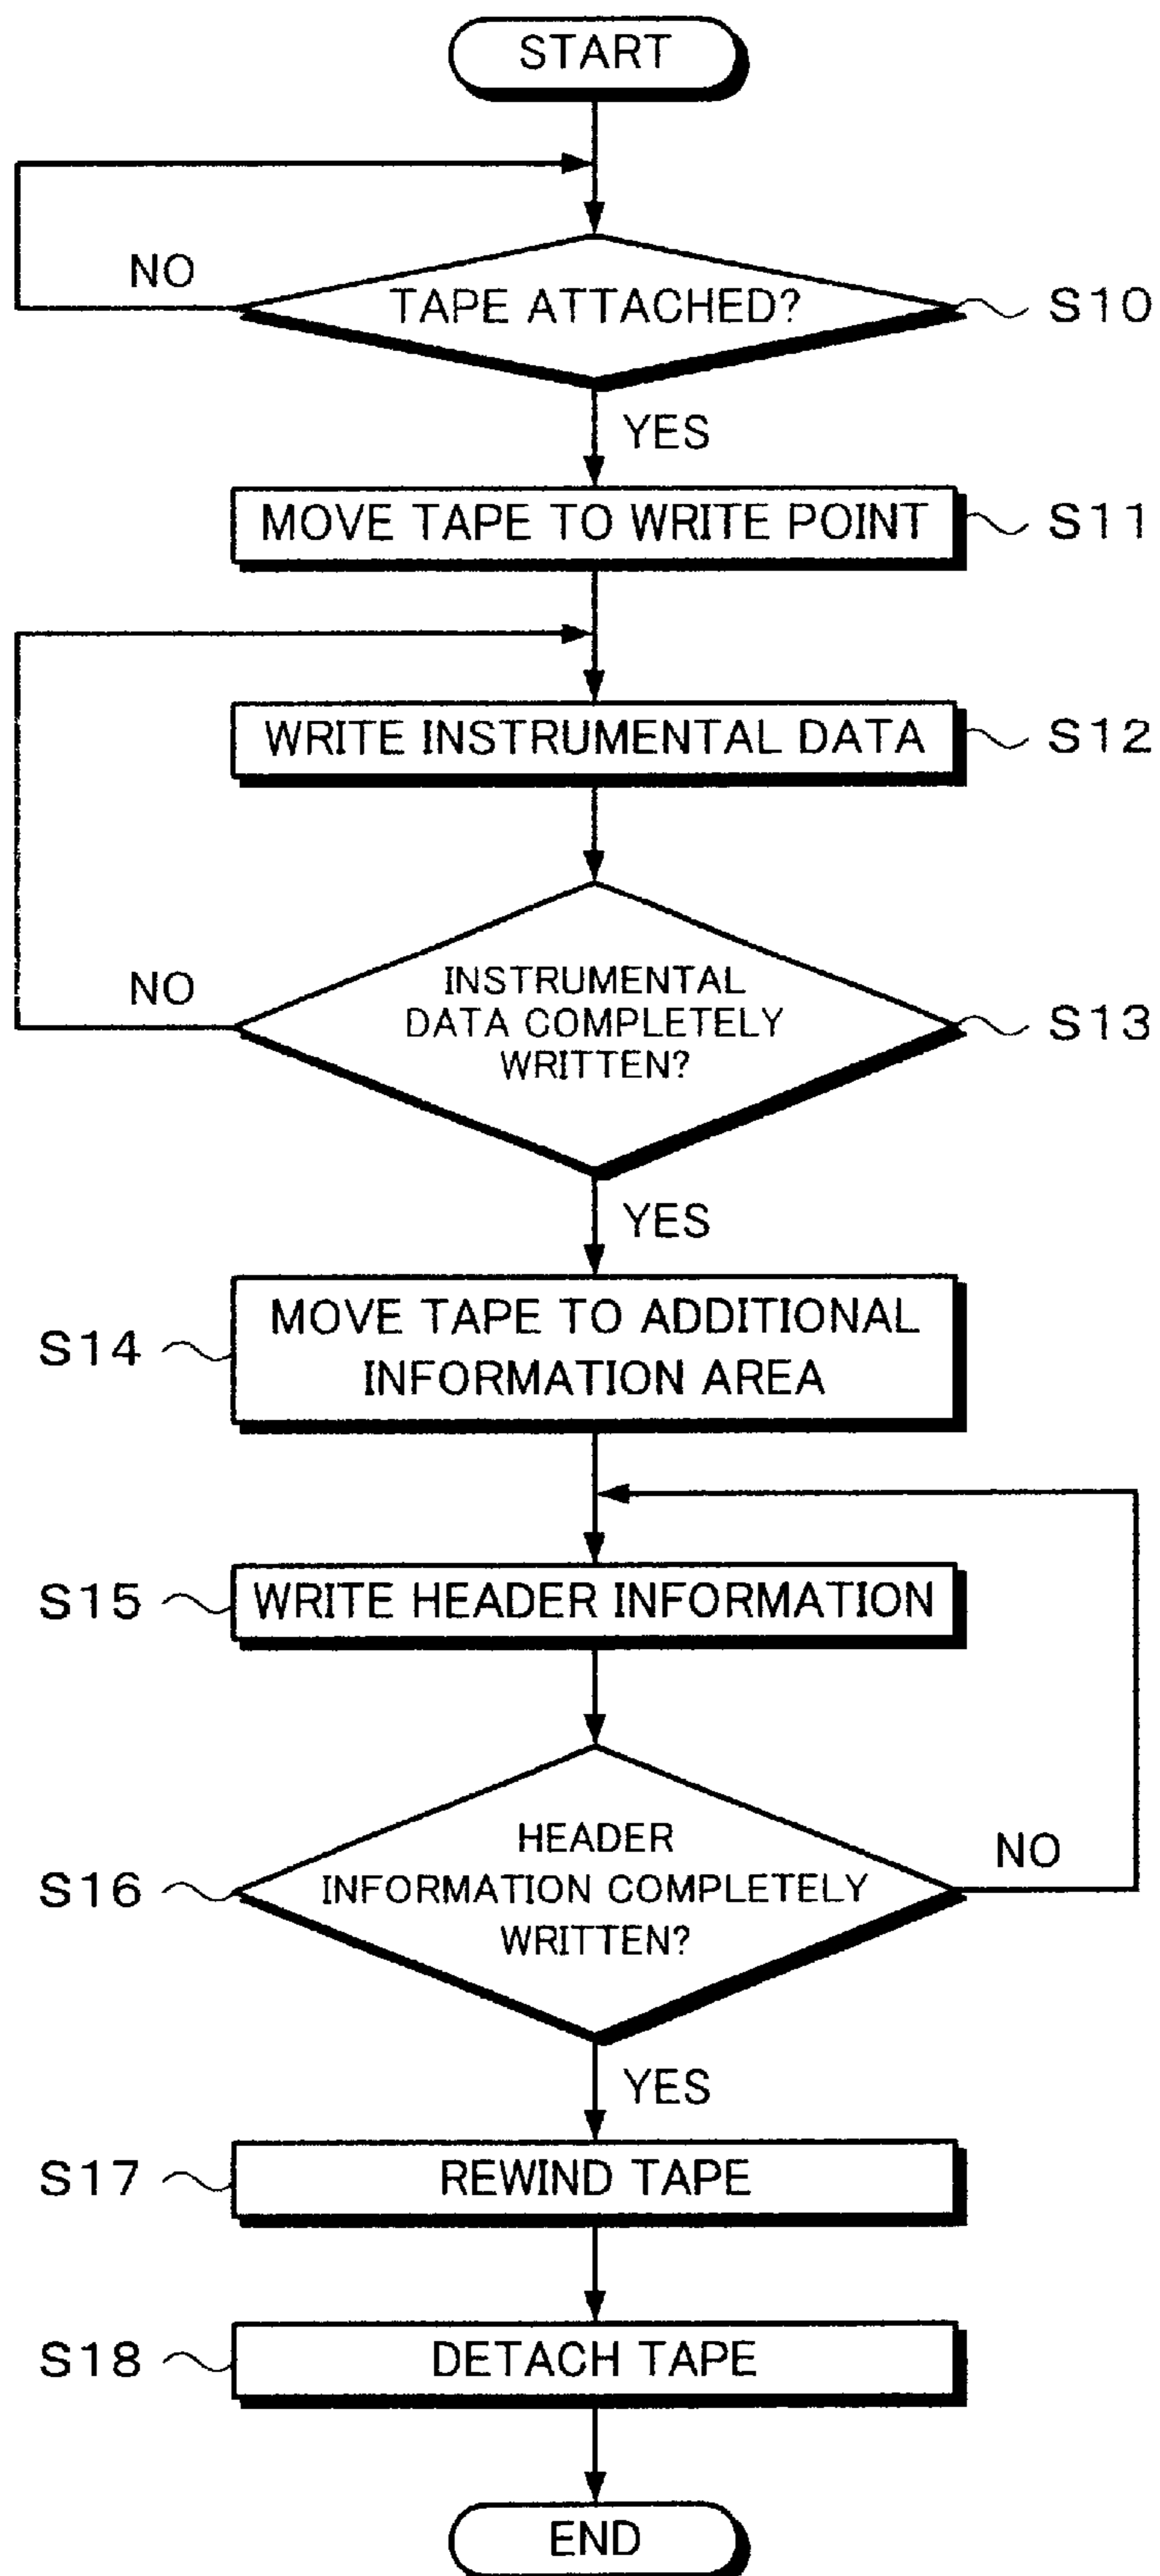 START
NO
TAPE ATTACHED?
S10
YES
MOVE TAPE TO WRITE POINT
S11
WRITE INSTRUMENTAL DATA
S12
NO
INSTRUMENTAL
DATA COMPLETELY
WRITTEN?
S13
YES
S14
MOVE TAPE TO ADDITIONAL
INFORMATION AREA
S15
WRITE HEADER INFORMATION
S16
HEADER
INFORMATION COMPLETELY
WRITTEN?
NO
YES
S17
REWIND TAPE
S18
DETACH TAPE
END